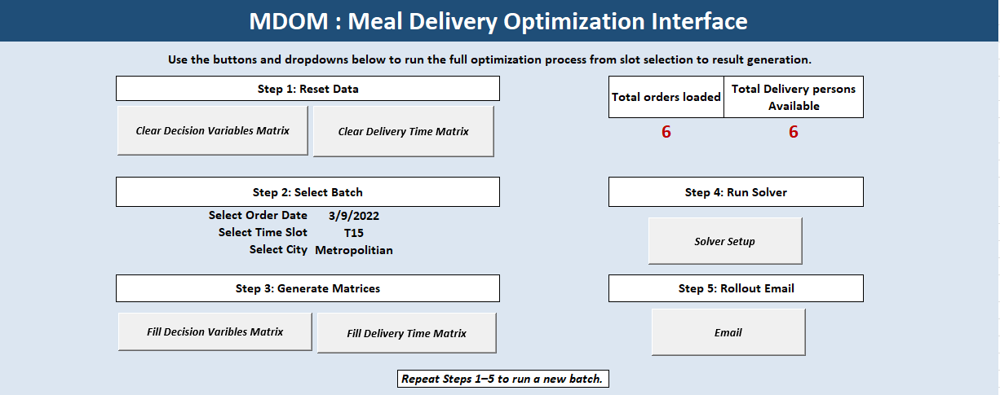 MDOM : Meal Delivery Optimization Interface
Use the buttons and dropdowns below to run the full optimization process from slot selection to result generation.
Step 1: Reset Data
Clear Decision Variables Matrix
Clear Delivery Time Matrix
Total orders loaded
Total Delivery persons
Available
6
6
Step 2: Select Batch
Select Order Date 3/9/2022
Select Time Slot T15
Select City Metropolitian
Step 4: Run Solver
Solver Setup
Step 3: Generate Matrices
Fill Decision Varibles Matrix
Fill Delivery Time Matrix
Step 5: Rollout Email
Email
Repeat Steps 1–5 to run a new batch.